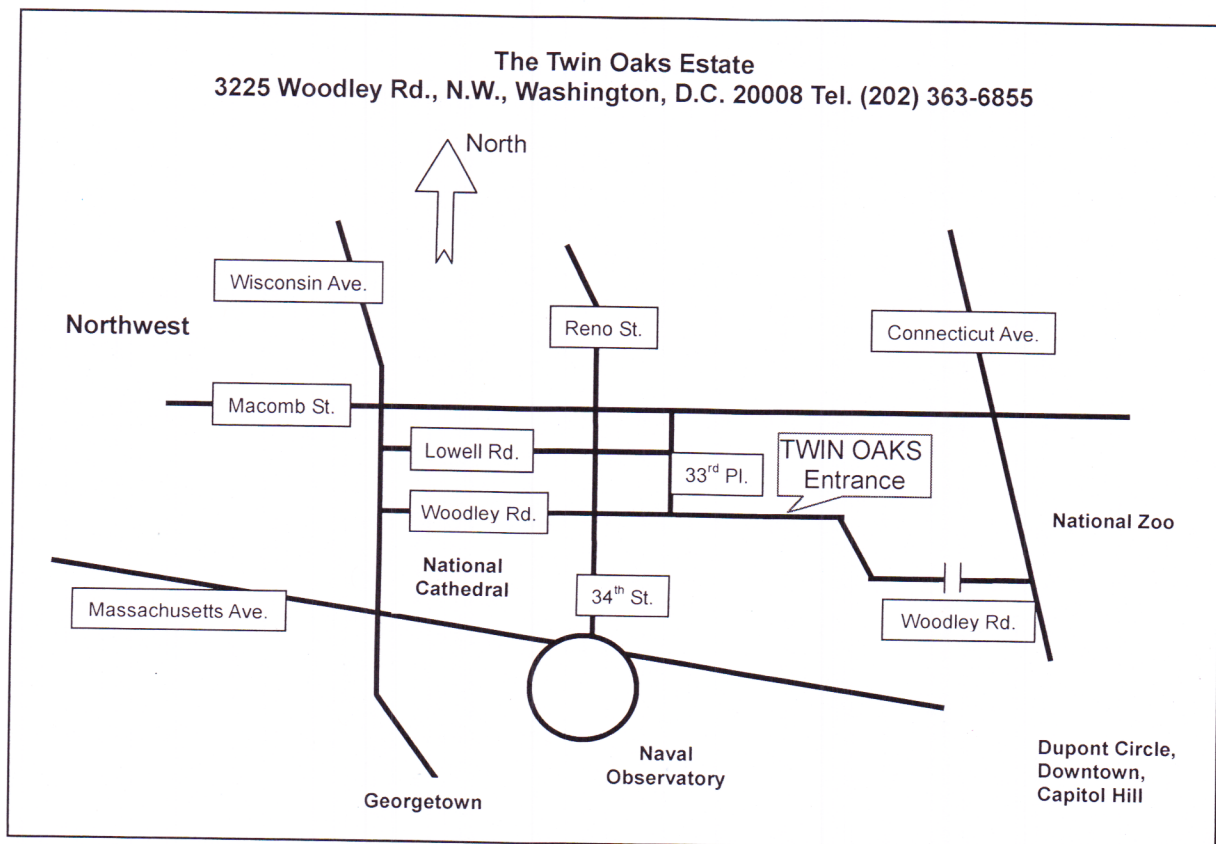 The Twin Oaks Estate
3225 Woodley Rd., N.W., Washington, D.C. 20008 Tel. (202) 363-6855
North
Wisconsin Ave.
Northwest
Reno St.
Connecticut Ave.
Macomb St.
Lowell Rd.
33rd Pl.
TWIN OAKS
Entrance
Woodley Rd.
National Zoo
National
Cathedral
34th St.
Massachusetts Ave.
Woodley Rd.
Naval
Observatory
Dupont Circle,
Downtown,
Capitol Hill
Georgetown